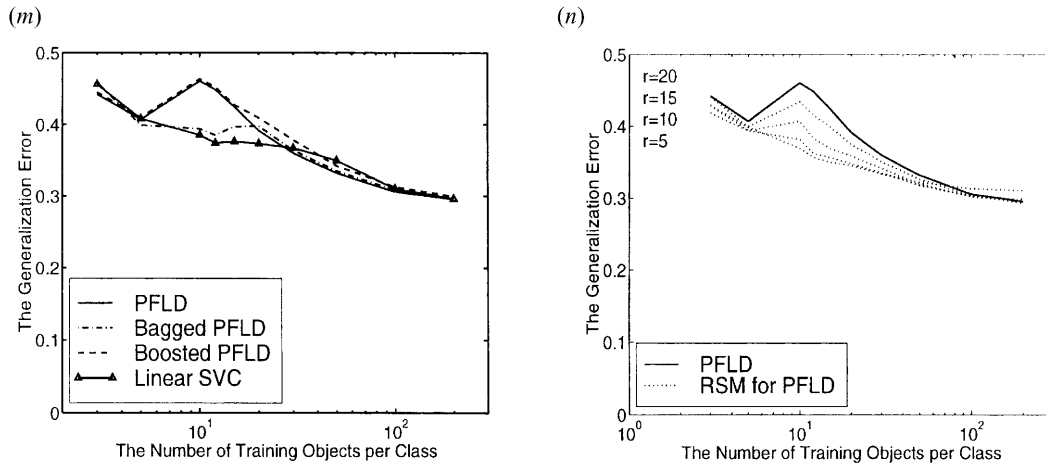 (m)
0.5
0.4
0.3
0.2
0.1
0
The Generalization Error
PFLD
Bagged PFLD
Boosted PFLD
Linear SVC
10^1
10^2
The Number of Training Objects per Class
(n)
0.5
0.4
0.3
0.2
0.1
0
The Generalization Error
r=20
r=15
r=10
r=5
PFLD
RSM for PFLD
10^0
10^1
10^2
The Number of Training Objects per Class